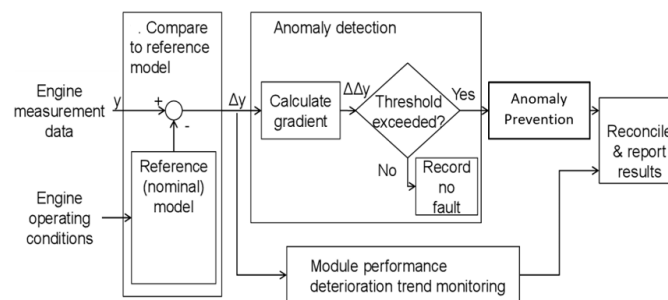 . Compare
to reference
model
Anomaly detection
Engine
measurement
data
y
+
-
Δy
Calculate
gradient
ΔΔy
Threshold
exceeded?
Yes
No
Record
no
fault
Anomaly
Prevention
Reconcile
& report
results
Reference
(nominal)
model
Engine
operating
conditions
Module performance
deterioration trend monitoring